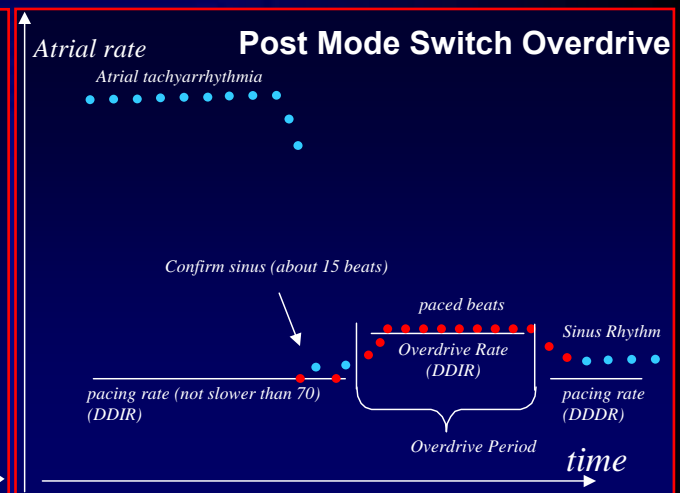 Post Mode Switch Overdrive
Atrial rate
Atrial tachyarrhythmia
Confirm sinus (about 15 beats)
paced beats
Sinus Rhythm
Overdrive Rate
(DDIR)
pacing rate (not slower than 70)
(DDIR)
pacing rate
(DDDR)
Overdrive Period
time